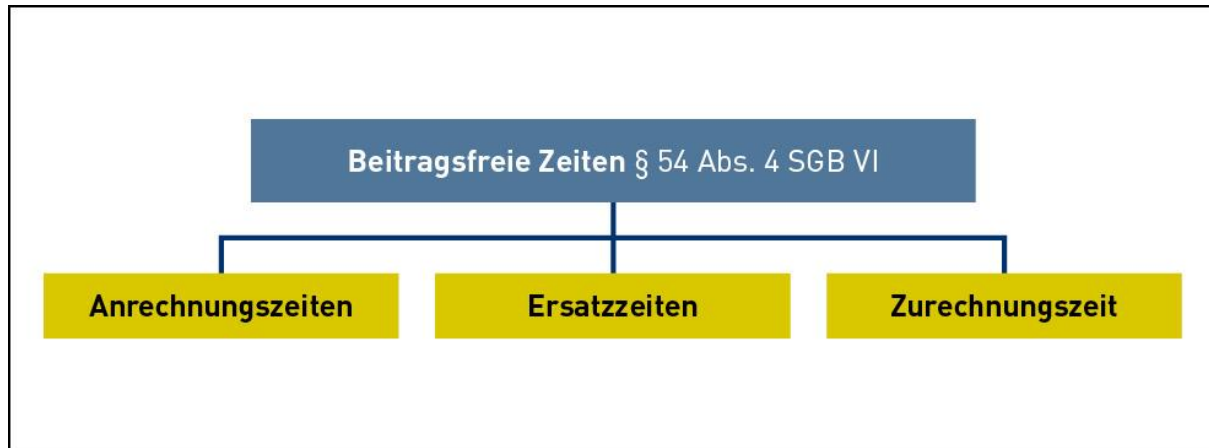 Beitragsfreie Zeiten § 54 Abs. 4 SGB VI
Anrechnungszeiten
Ersatzzeiten
Zurechnungszeit